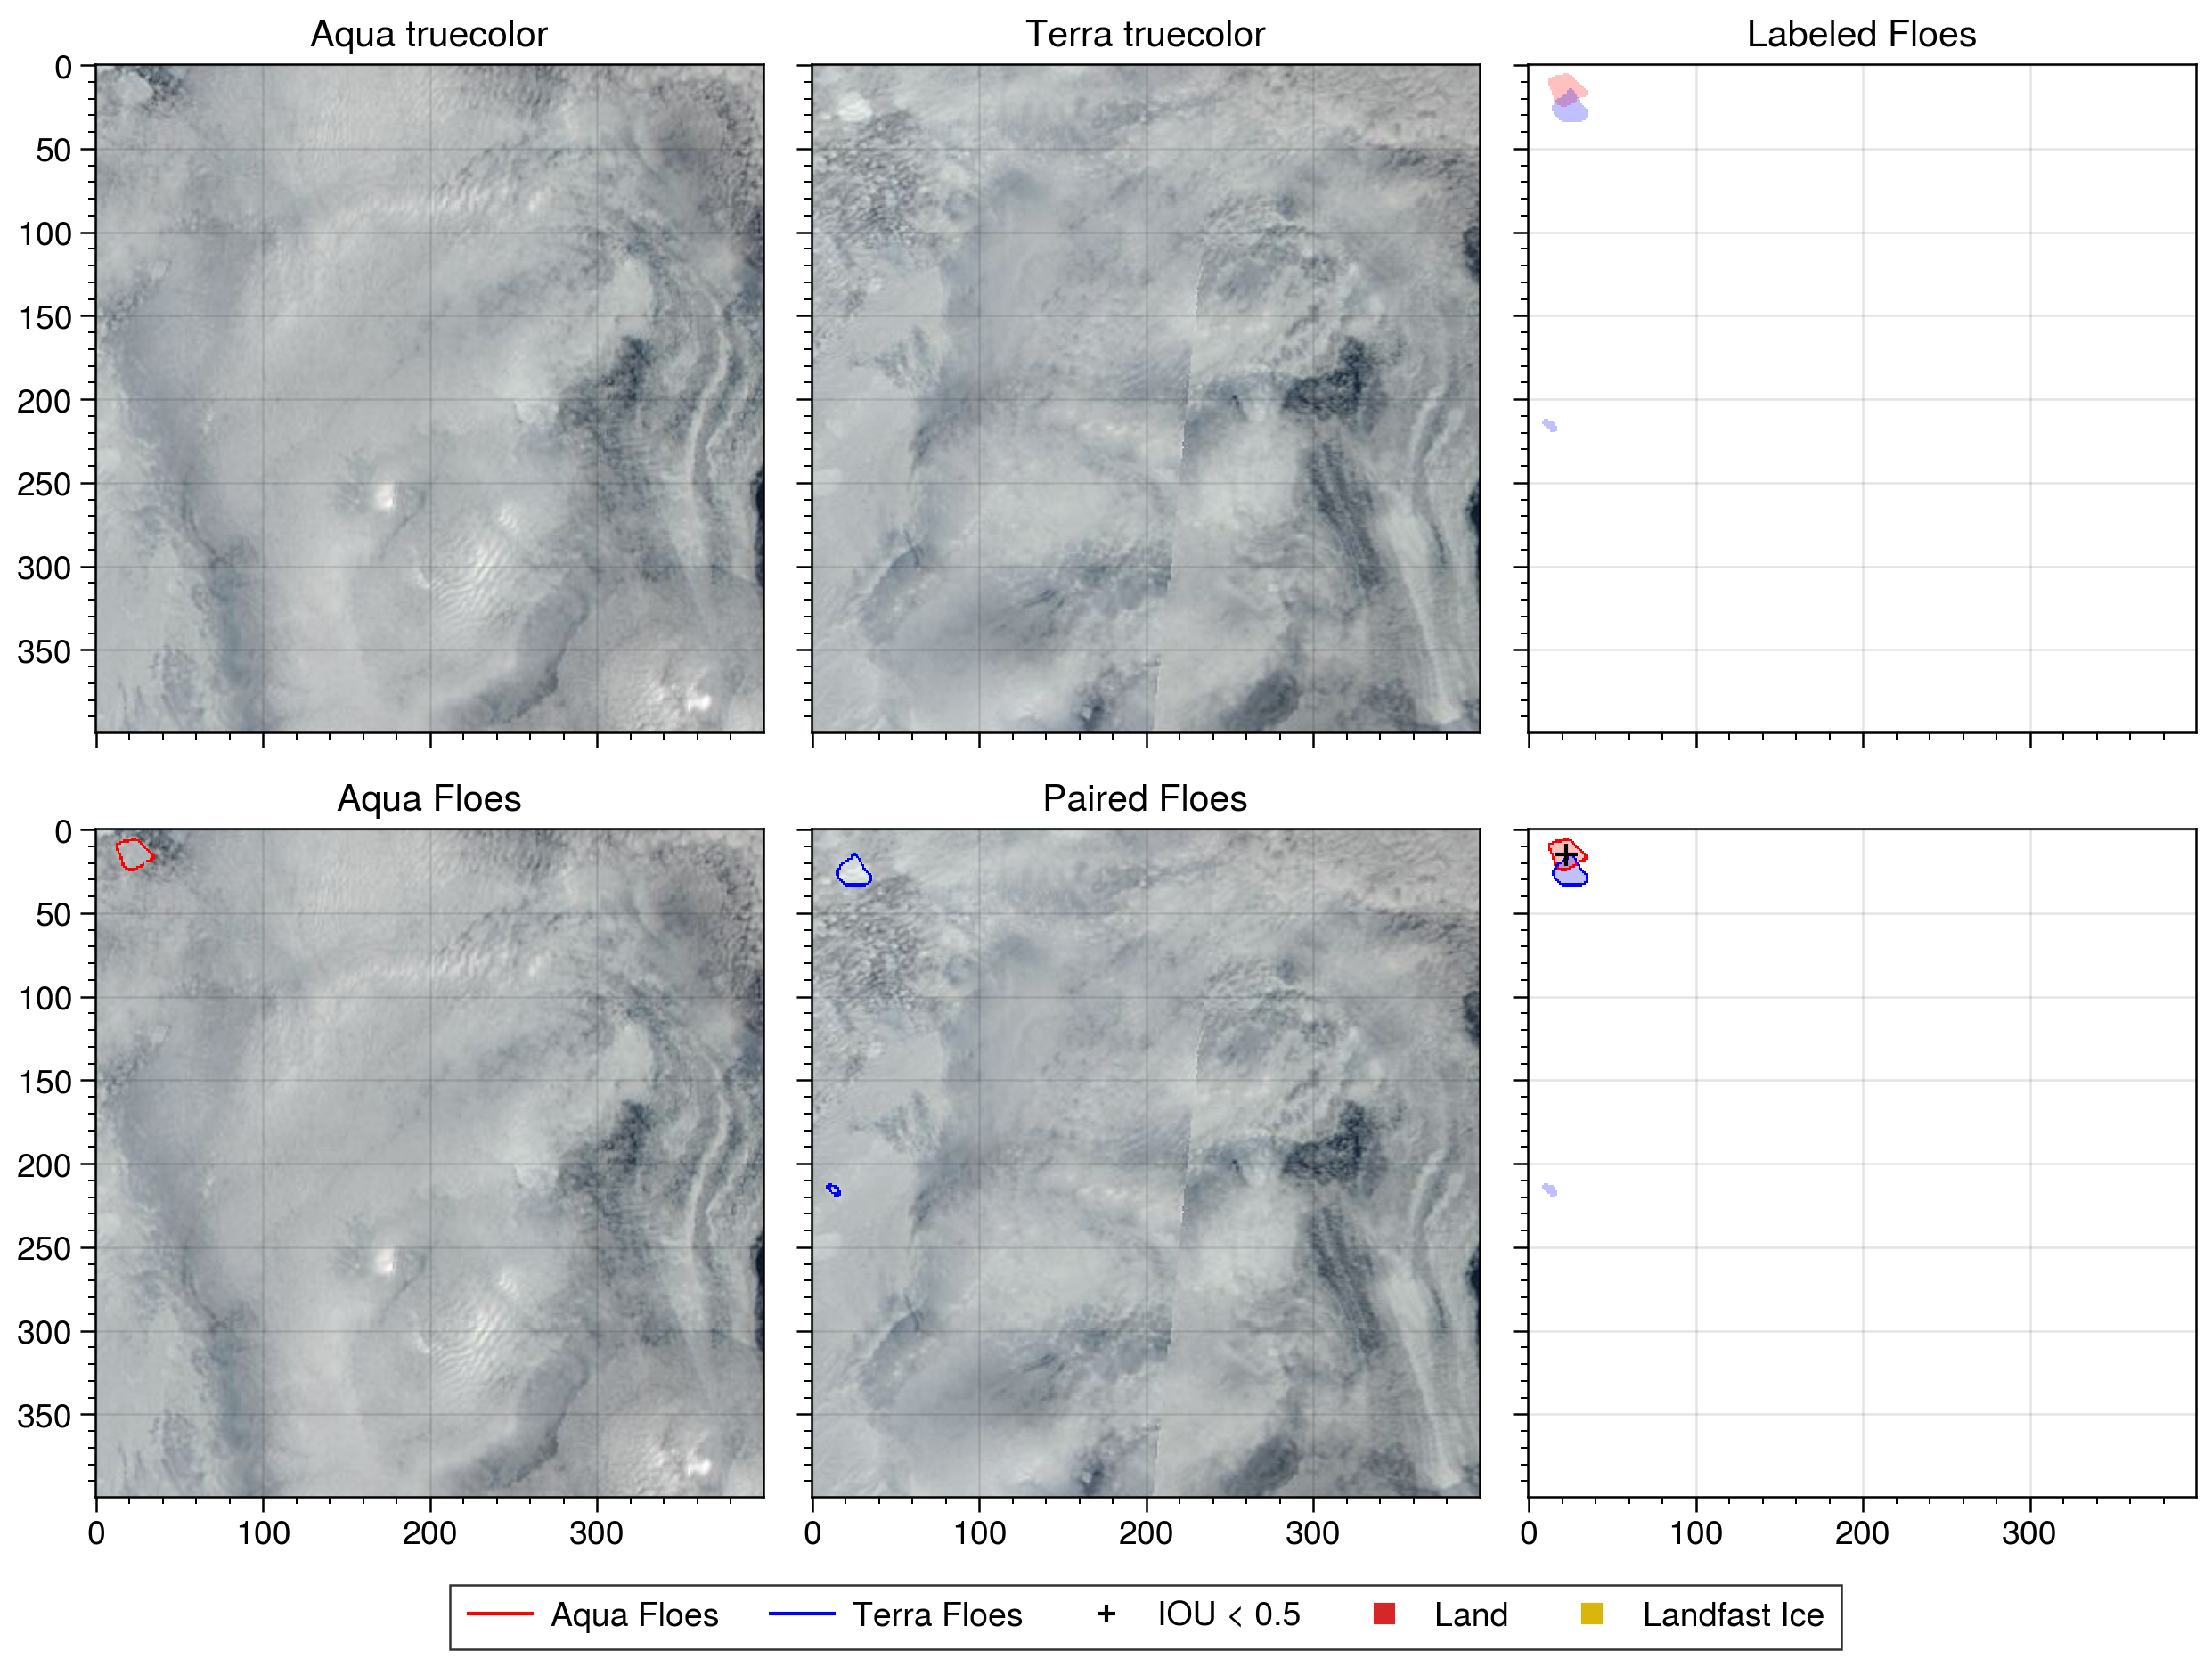 Aqua truecolor
Terra truecolor
Labeled Floes
0
50
100
150
200
250
300
350
Aqua Floes
Paired Floes
0
50
100
150
200
250
300
350
0 100 200 300
0 100 200 300
0 100 200 300
Aqua Floes Terra Floes + IOU < 0.5 Land Landfast Ice